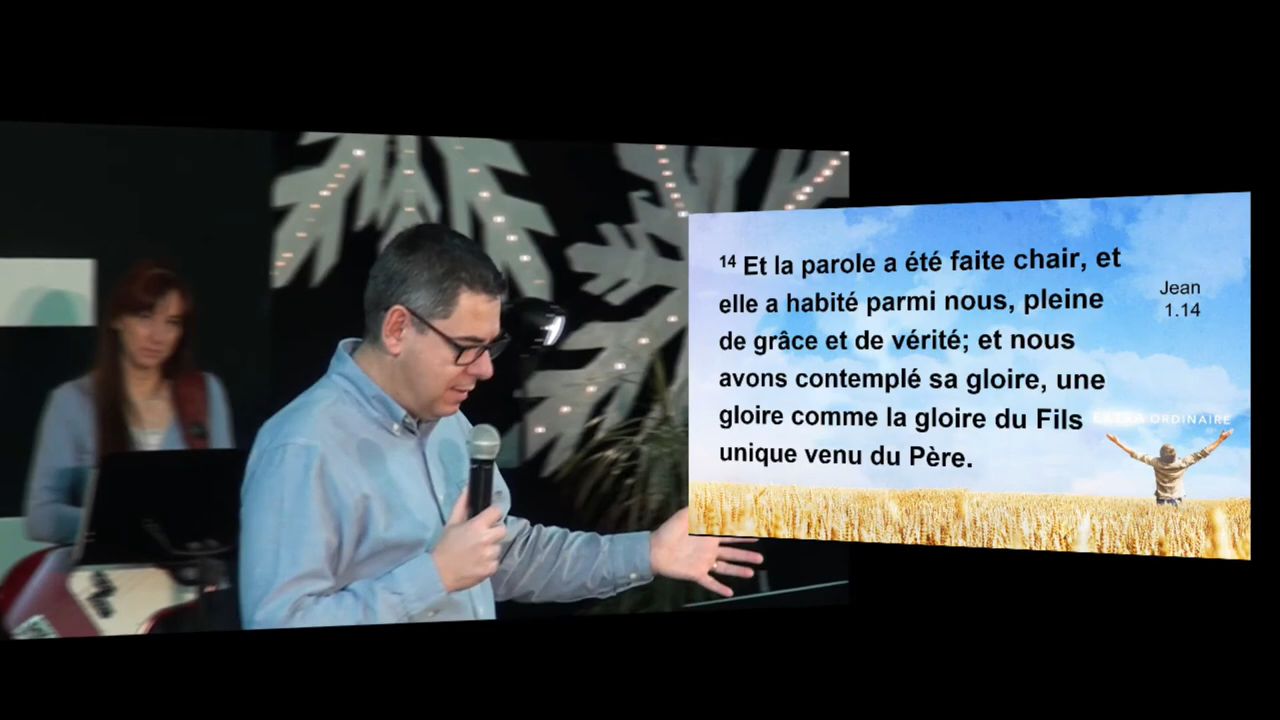 14 Et la parole a été faite chair, et
elle a habité parmi nous, pleine
de grâce et de vérité; et nous
avons contemplé sa gloire, une
gloire comme la gloire du Fils
unique venu du Père.
Jean
1.14
EXTRA ORDINAIRE